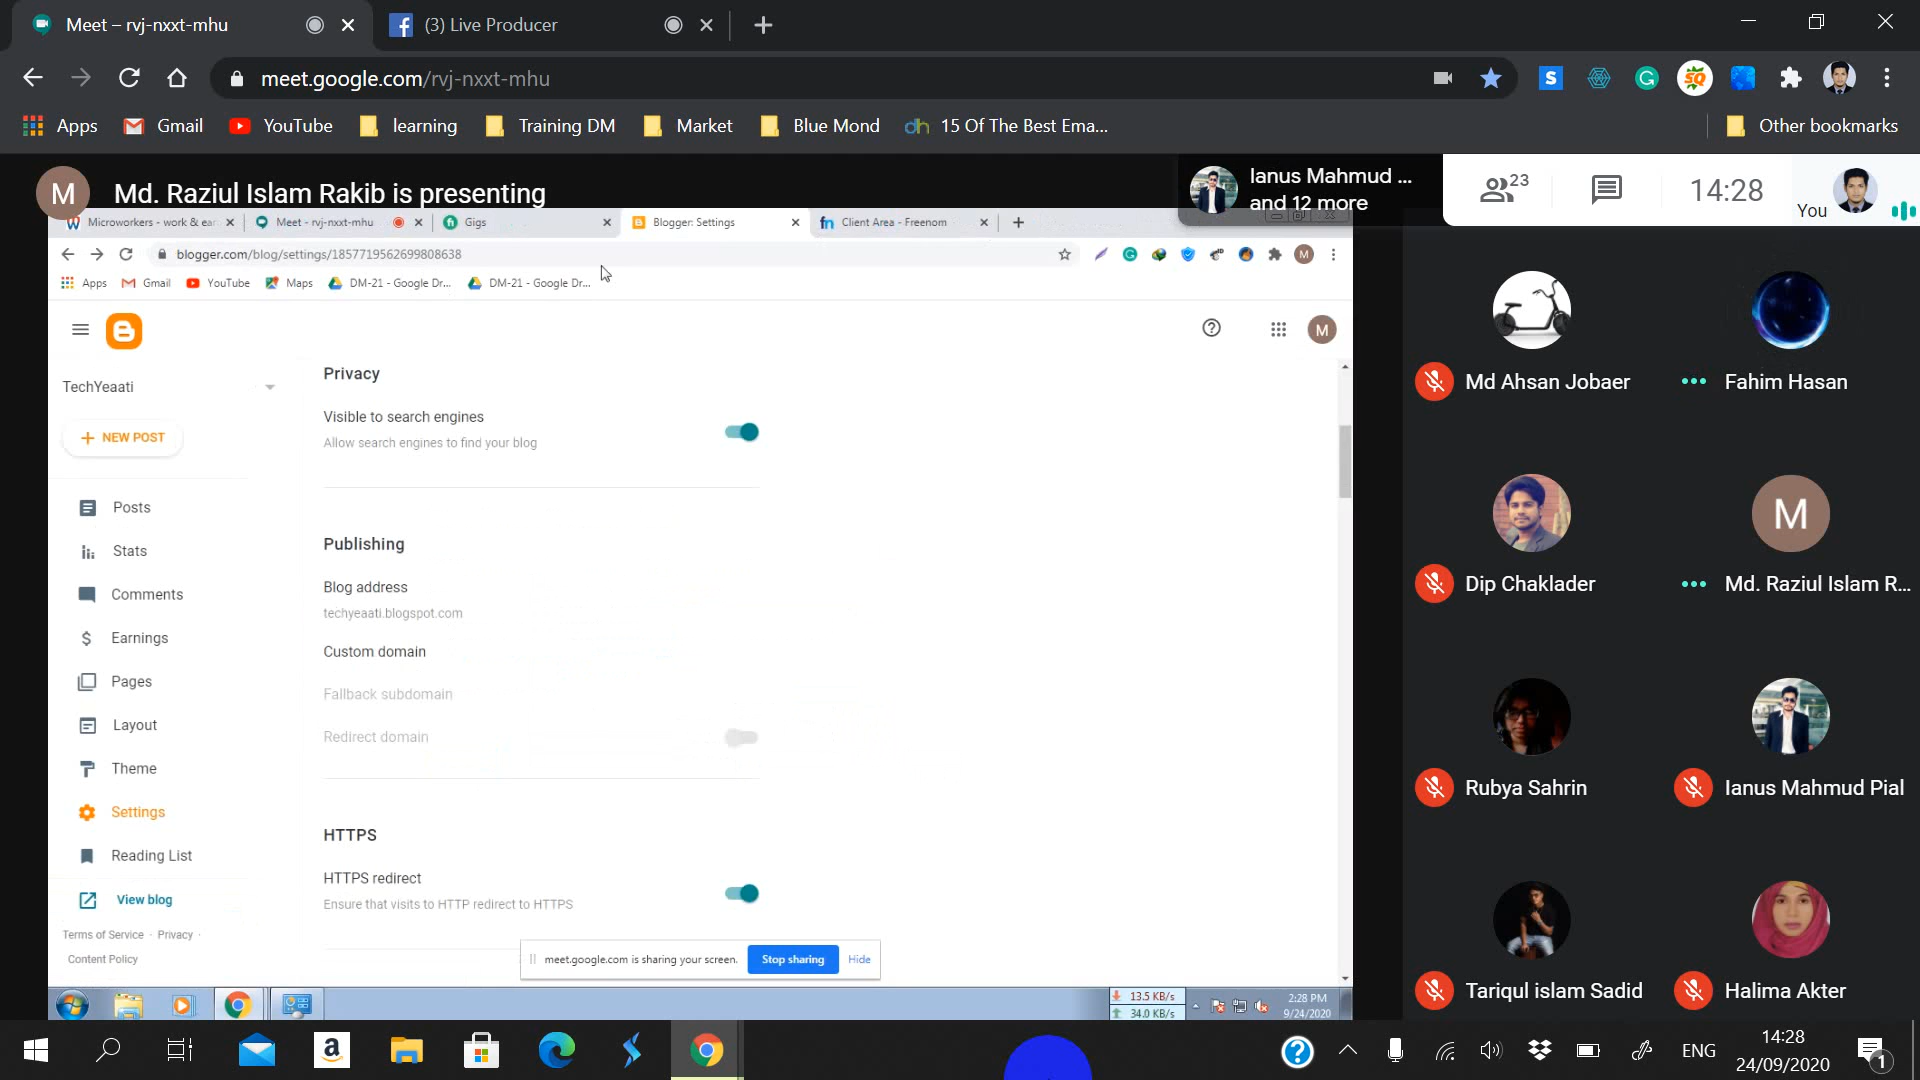 Meet – rvj-nxxt-mhu
(3) Live Producer
meet.google.com/rvj-nxxt-mhu
Apps
Gmail
YouTube
learning
Training DM
Market
Blue Mond
dh 15 Of The Best Ema...
Other bookmarks
M Md. Raziul Islam Rakib is presenting
Ianus Mahmud ...
and 12 more
23
14:28
You
Microworkers - work & ear
Meet - rvj-nxxt-mhu
Gigs
Blogger: Settings
fn Client Area - Freenom
blogger.com/blog/settings/1857719562699808638
M
Apps
Gmail
YouTube
Maps
DM-21 - Google Dr...
DM-21 - Google Dr...
M
TechYeaati
NEW POST
Posts
Stats
Comments
Earnings
Pages
Layout
Theme
Settings
Reading List
View blog
Terms of Service · Privacy ·
Content Policy
Privacy
Visible to search engines
Allow search engines to find your blog
Publishing
Blog address
techyeaati.blogspot.com
Custom domain
Fallback subdomain
Redirect domain
HTTPS
HTTPS redirect
Ensure that visits to HTTP redirect to HTTPS
meet.google.com is sharing your screen.
Stop sharing
Hide
13.5 KB/s
34.0 KB/s
2:28 PM
9/24/2020
Md Ahsan Jobaer
Fahim Hasan
Dip Chaklader
M
Md. Raziul Islam R...
Rubya Sahrin
Ianus Mahmud Pial
Tariqul islam Sadid
Halima Akter
ENG
14:28
24/09/2020
1